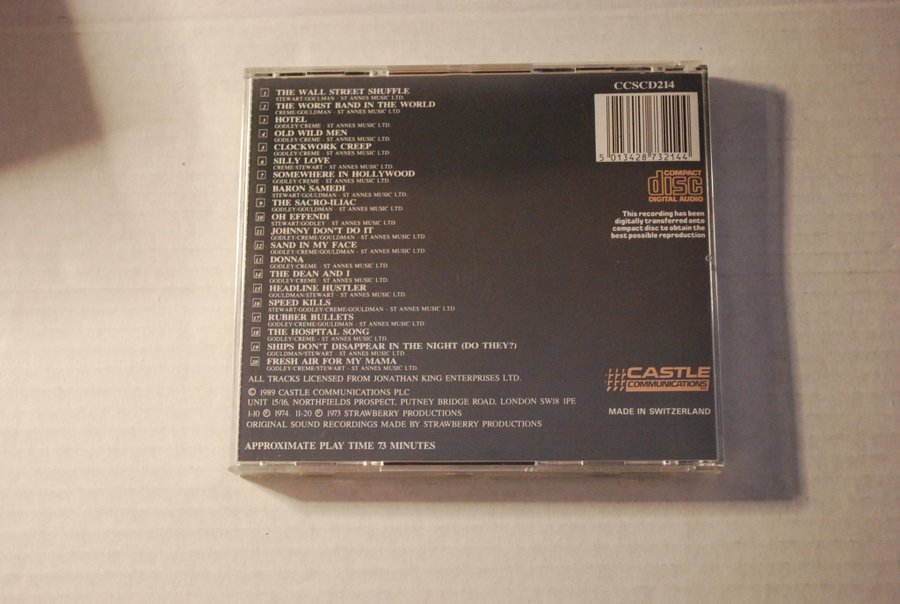 1 THE WALL STREET SHUFFLE
STEWART/GOULMAN - ST ANNES MUSIC LTD
2 THE WORST BAND IN THE WORLD
CREME/GOULDMAN - ST ANNES MUSIC LTD
3 HOTEL
GODLEY/CREME - ST ANNES MUSIC LTD
4 OLD WILD MEN
GODLEY/CREME - ST ANNES MUSIC LTD
5 CLOCKWORK CREEP
GODLEY/CREME - ST ANNES MUSIC LTD
6 SILLY LOVE
CREME/STEWART - ST ANNES MUSIC LTD
7 SOMEWHERE IN HOLLYWOOD
GODLEY/CREME - ST ANNES MUSIC LTD
8 BARON SAMEDI
STEWART/GOULDMAN - ST ANNES MUSIC LTD
9 THE SACRO-ILIAC
GODLEY/GOULDMAN - ST ANNES MUSIC LTD
10 OH EFFENDI
STEWART/GODLEY - ST ANNES MUSIC LTD
11 JOHNNY DON'T DO IT
GODLEY/CREME/GOULDMAN - ST ANNES MUSIC LTD
12 SAND IN MY FACE
GODLEY/CREME/GOULDMAN - ST ANNES MUSIC LTD
13 DONNA
GODLEY/CREME - ST ANNES MUSIC LTD
14 THE DEAN AND I
GODLEY/CREME - ST ANNES MUSIC LTD
15 HEADLINE HUSTLER
GOULDMAN/STEWART - ST ANNES MUSIC LTD
16 SPEED KILLS
STEWART/GODLEY/CREME/GOULDMAN - ST ANNES MUSIC LTD
17 RUBBER BULLETS
GODLEY/CREME/GOULDMAN - ST ANNES MUSIC LTD
18 THE HOSPITAL SONG
GODLEY/CREME - ST ANNES MUSIC LTD
19 SHIPS DON'T DISAPPEAR IN THE NIGHT (DO THEY?)
GOULDMAN/STEWART - ST ANNES MUSIC LTD
20 FRESH AIR FOR MY MAMA
GODLEY/CREME/STEWART - ST ANNES MUSIC LTD
ALL TRACKS LICENSED FROM JONATHAN KING ENTERPRISES LTD.
© 1989 CASTLE COMMUNICATIONS PLC
UNIT 15/16, NORTHFIELDS PROSPECT, PUTNEY BRIDGE ROAD, LONDON SW18 1PE
1-10 ℗ 1974. 11-20 ℗ 1973 STRAWBERRY PRODUCTIONS
ORIGINAL SOUND RECORDINGS MADE BY STRAWBERRY PRODUCTIONS
APPROXIMATE PLAY TIME 73 MINUTES
CCSCD214
5 013428 732144
COMPACT
disc
DIGITAL AUDIO
This recording has been
digitally transferred onto
compact disc to obtain the
best possible reproduction
CASTLE
COMMUNICATIONS
MADE IN SWITZERLAND